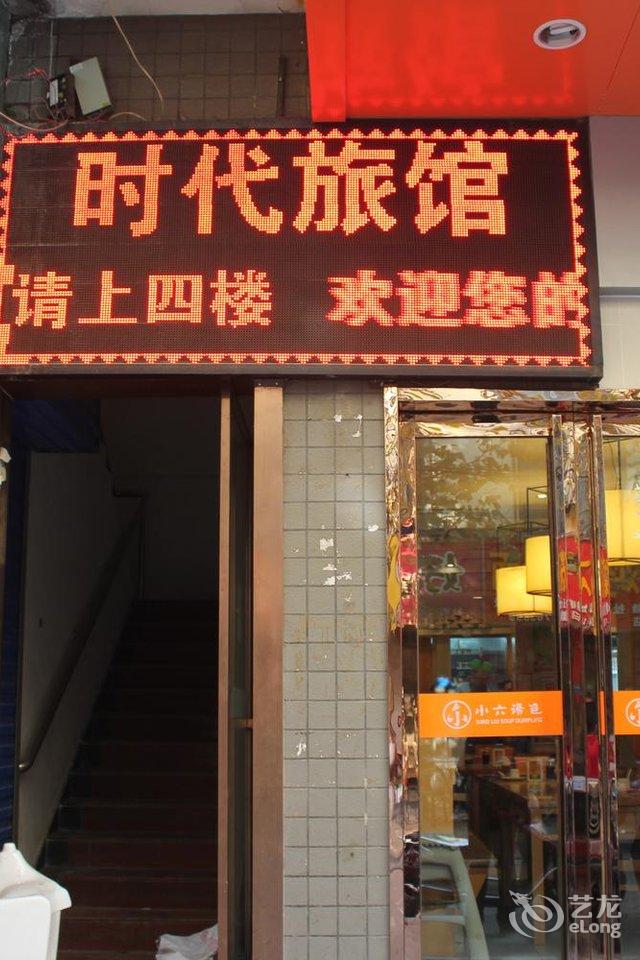 时代旅馆
请上四楼 欢迎您的
小六汤包
XIAO LIU SOUP DUMPLING
艺龙
eLong